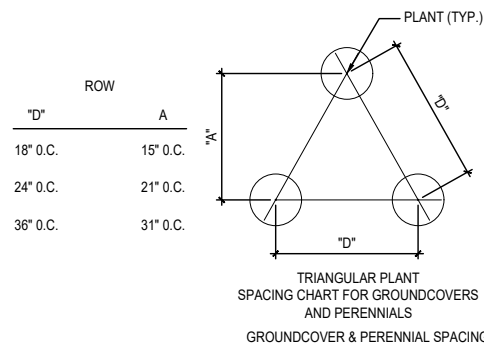 PLANT (TYP.)
ROW
"D" A
18" O.C. 15" O.C.
24" O.C. 21" O.C.
36" O.C. 31" O.C.
"A"
"D"
"D"
TRIANGULAR PLANT
SPACING CHART FOR GROUNDCOVERS
AND PERENNIALS
GROUNDCOVER & PERENNIAL SPACING